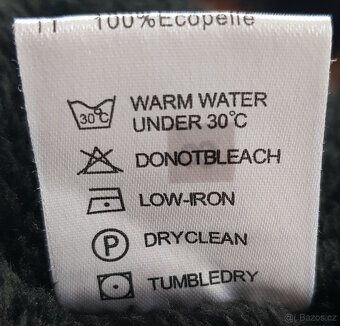 100%Ecopelle
30°C WARM WATER
UNDER 30°C
DONOTBLEACH
LOW-IRON
P DRYCLEAN
TUMBLEDRY
Bazos.cz